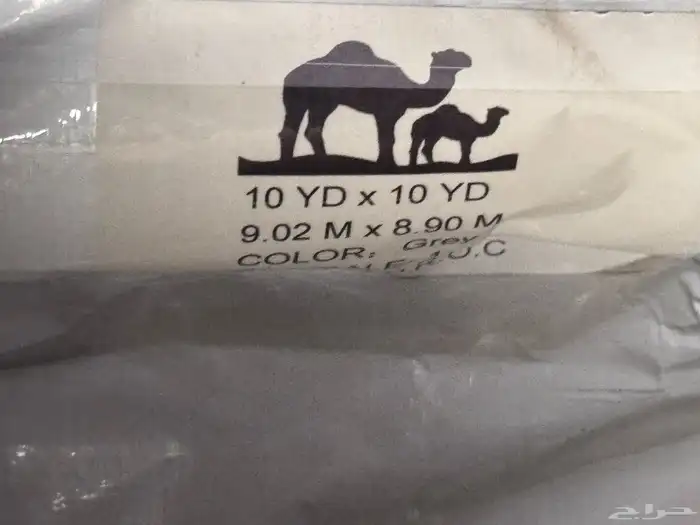 10 YD x 10 YD
9.02 M x 8.90 M
COLOR: Grey
حراج